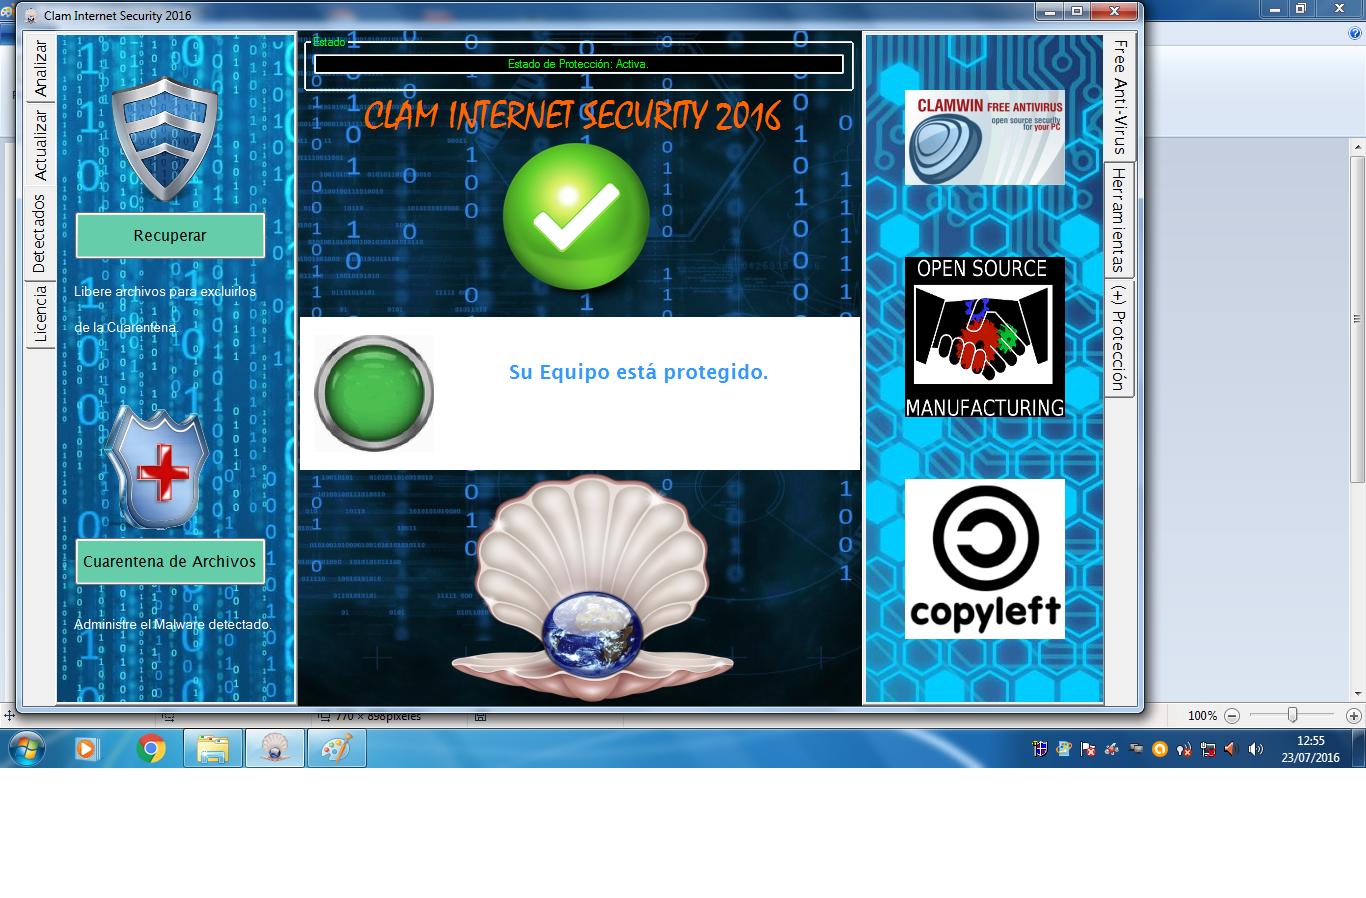 Clam Internet Security 2016
Analizar
Actualizar
Detectados
Licencia
Recuperar
Libere archivos para excluirlos
de la Cuarentena.
Cuarentena de Archivos
Administre el Malware detectado.
Estado
Estado de Protección: Activa.
CLAM INTERNET SECURITY 2016
Su Equipo está protegido.
CLAMWIN FREE ANTIVIRUS
open source security
for your PC
OPEN SOURCE
MANUFACTURING
copyleft
Free Anti-Virus
Herramientas
(+) Protección
770 × 898píxeles
100%
12:55
23/07/2016